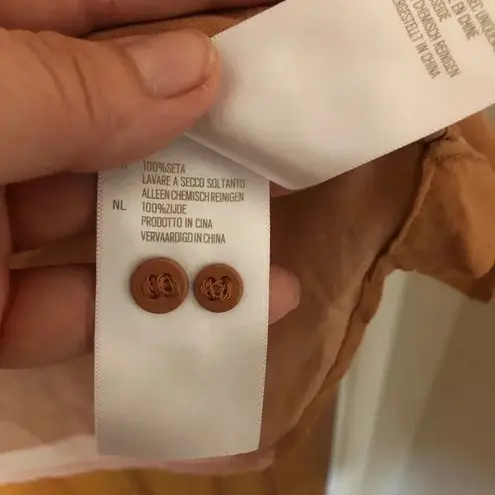 EN CHINE
CHEMISCH REINIGEN
RGESTELLT IN CHINA
100%SETA
LAVARE A SECCO SOLTANTO
ALLEEN CHEMISCH REINIGEN
NL 100%ZIJDE
PRODOTTO IN CINA
VERVAARDIGD IN CHINA